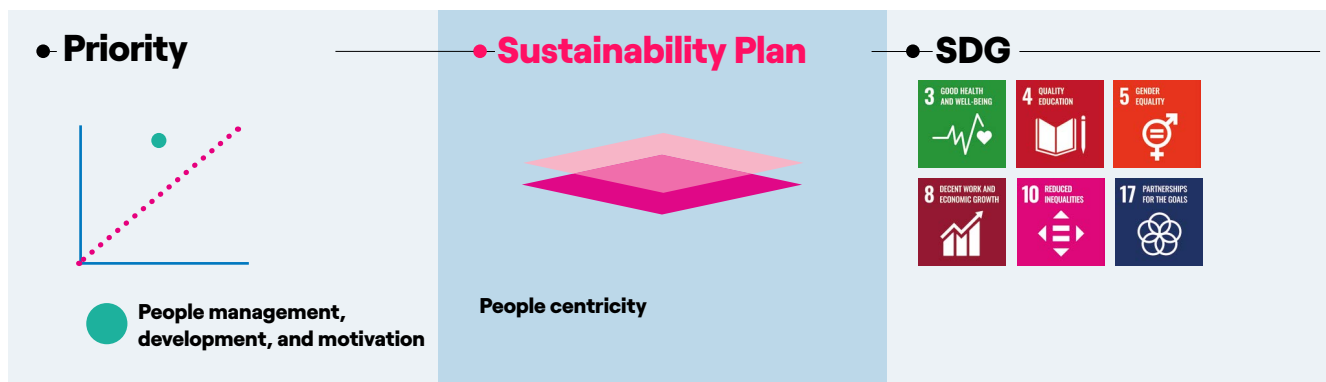 Priority
Sustainability Plan
SDG
3 GOOD HEALTH
AND WELL-BEING
4 QUALITY
EDUCATION
5 GENDER
EQUALITY
8 DECENT WORK AND
ECONOMIC GROWTH
10 REDUCED
INEQUALITIES
17 PARTNERSHIPS
FOR THE GOALS
People management,
development, and motivation
People centricity